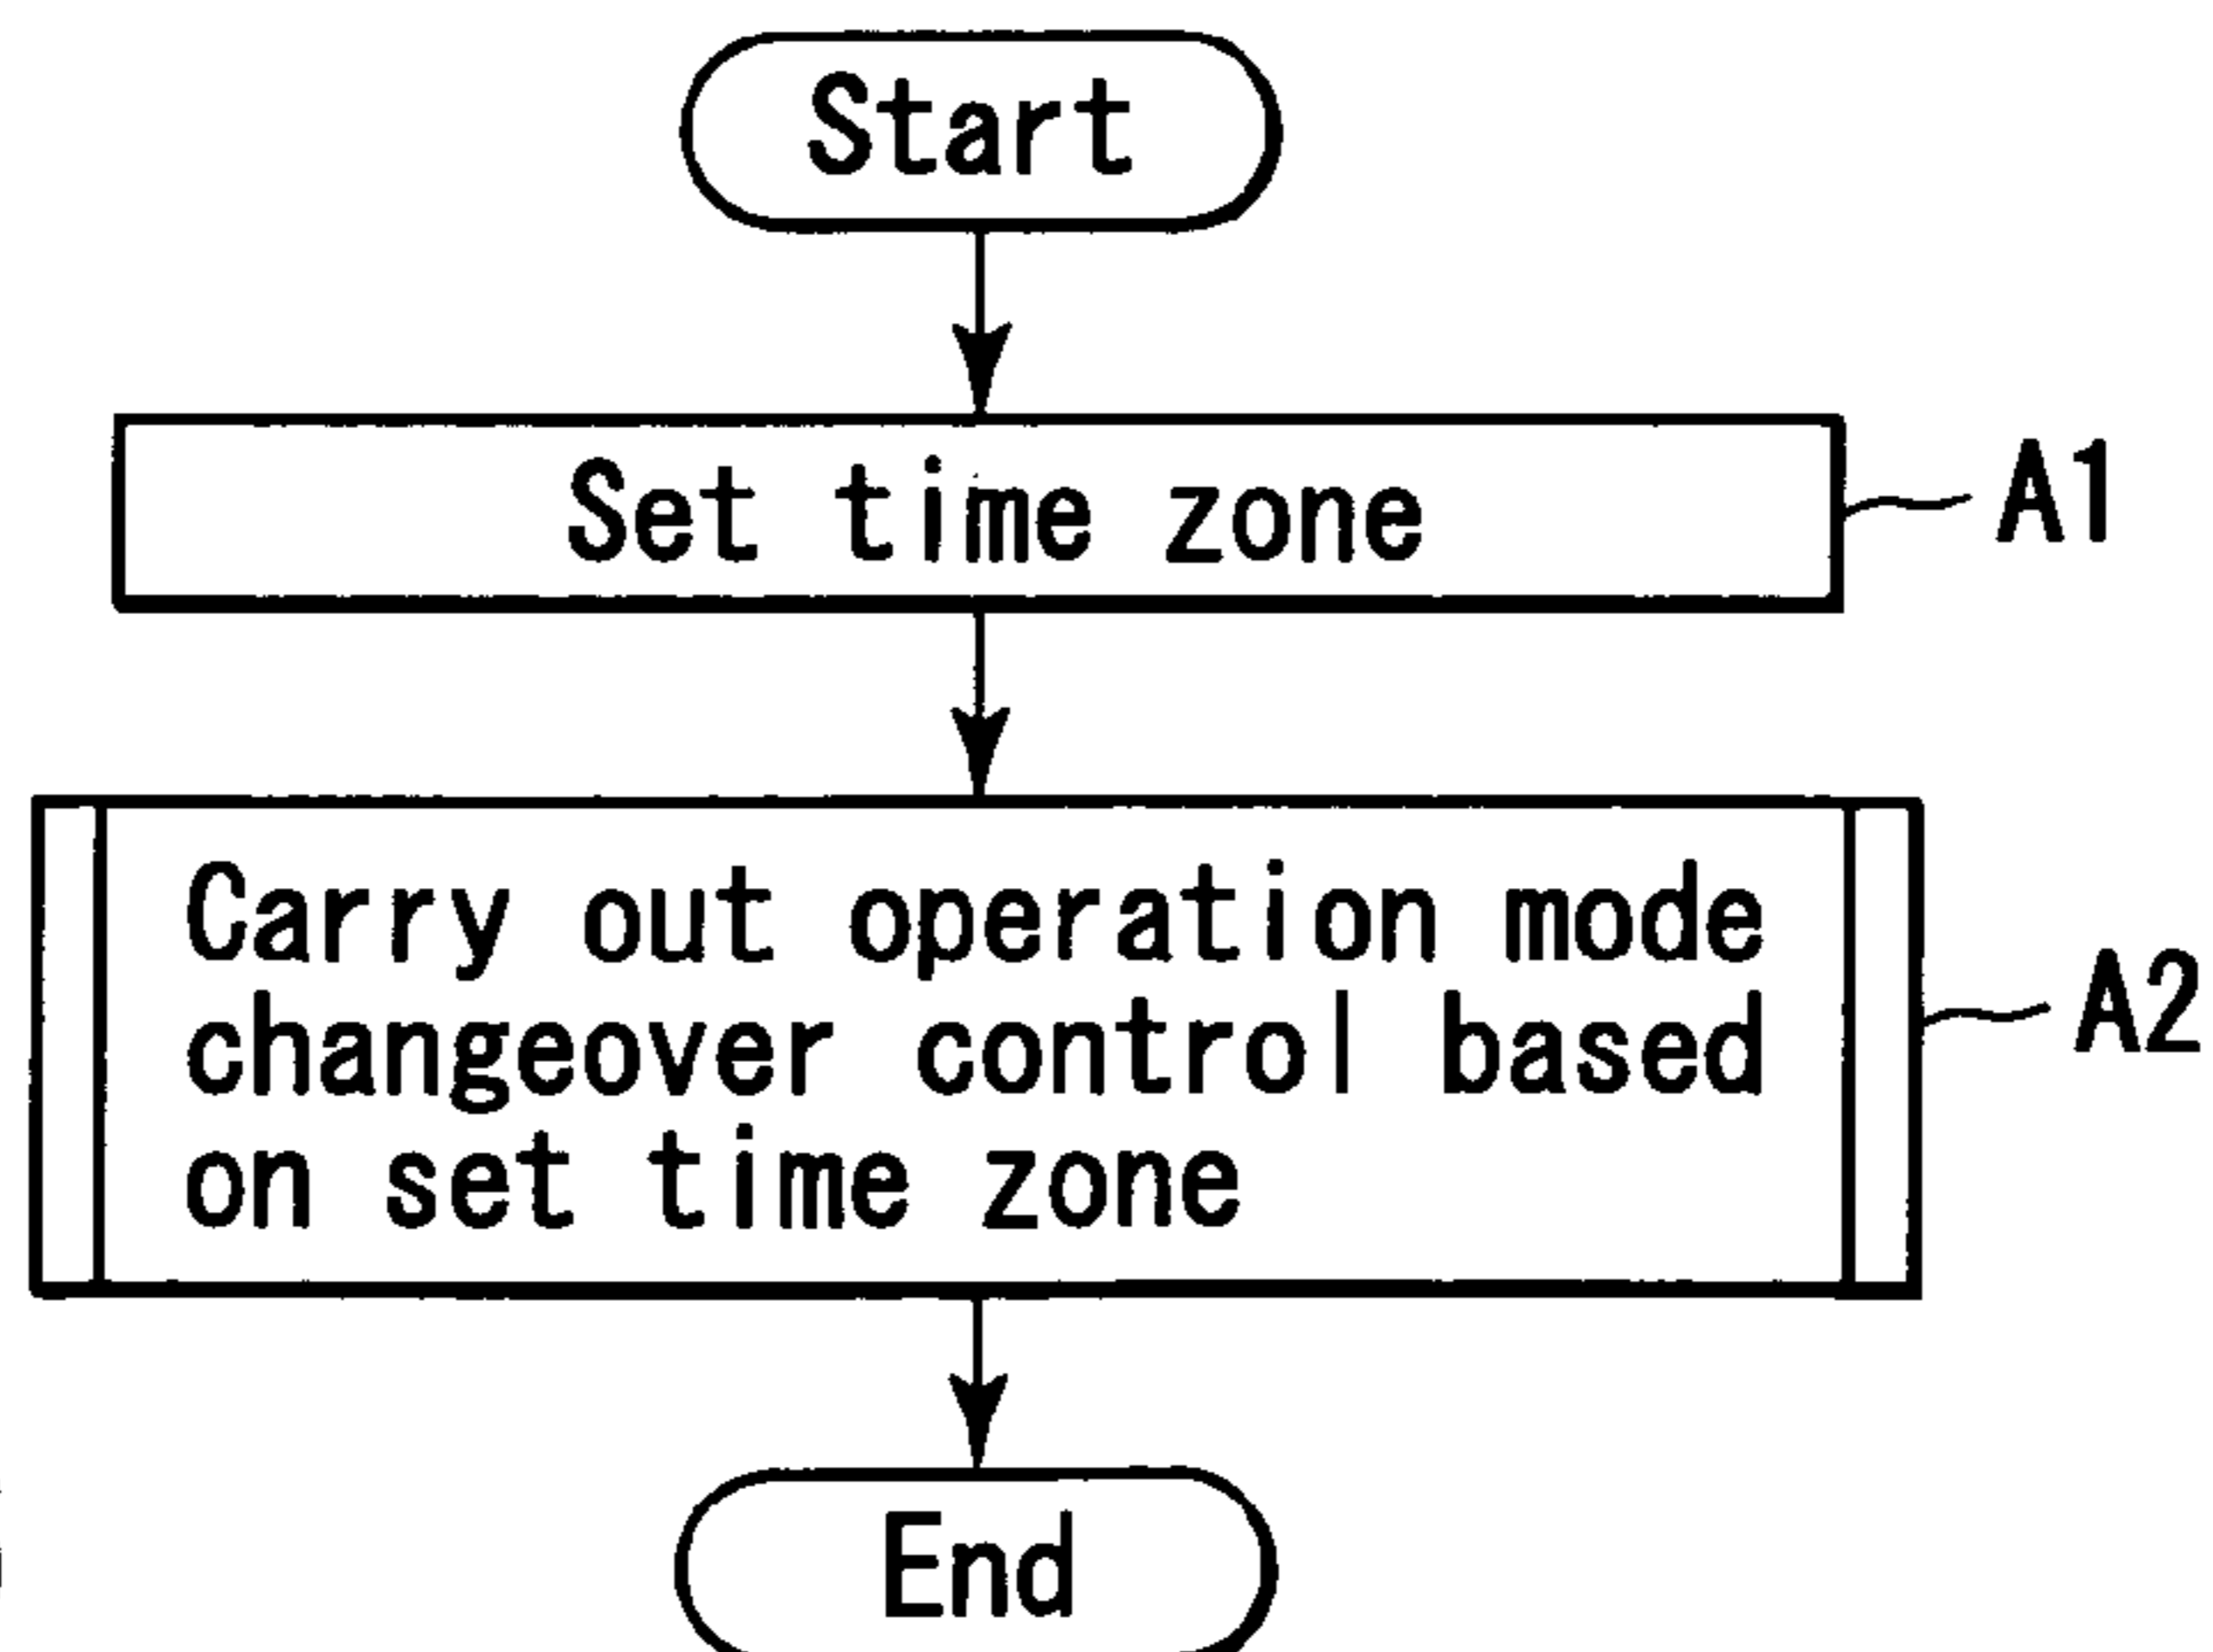 Start
Set time zone
A1
Carry out operation mode
changeover control based
on set time zone
A2
End